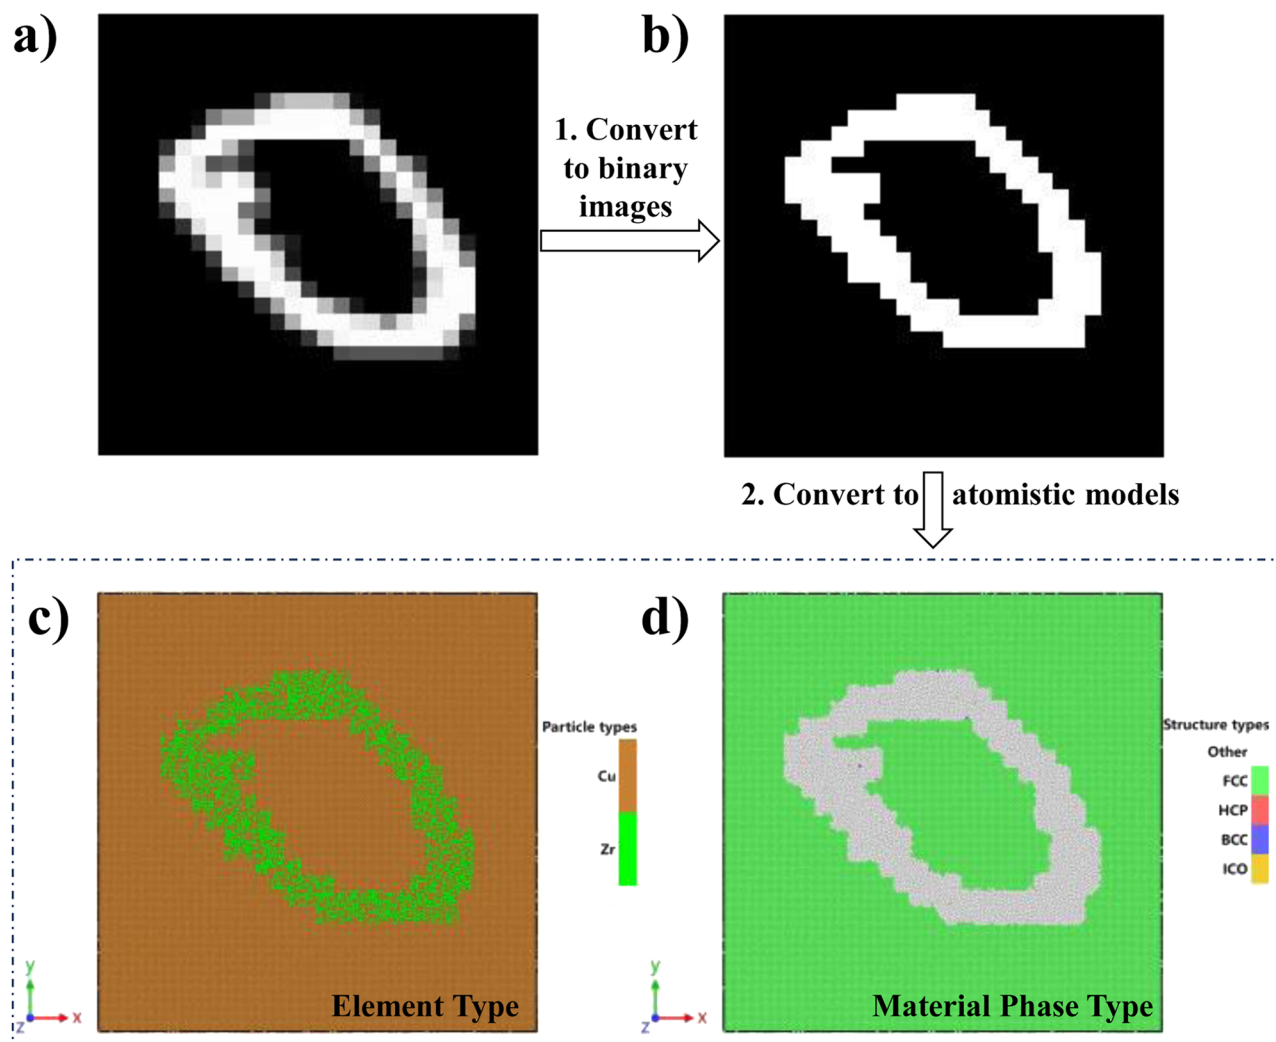 a)
b)
1. Convert
to binary
images
2. Convert to atomistic models
c)
d)
Particle types
Cu
Zr
Structure types
Other
FCC
HCP
BCC
ICO
y
x
z
Element Type
y
x
z
Material Phase Type